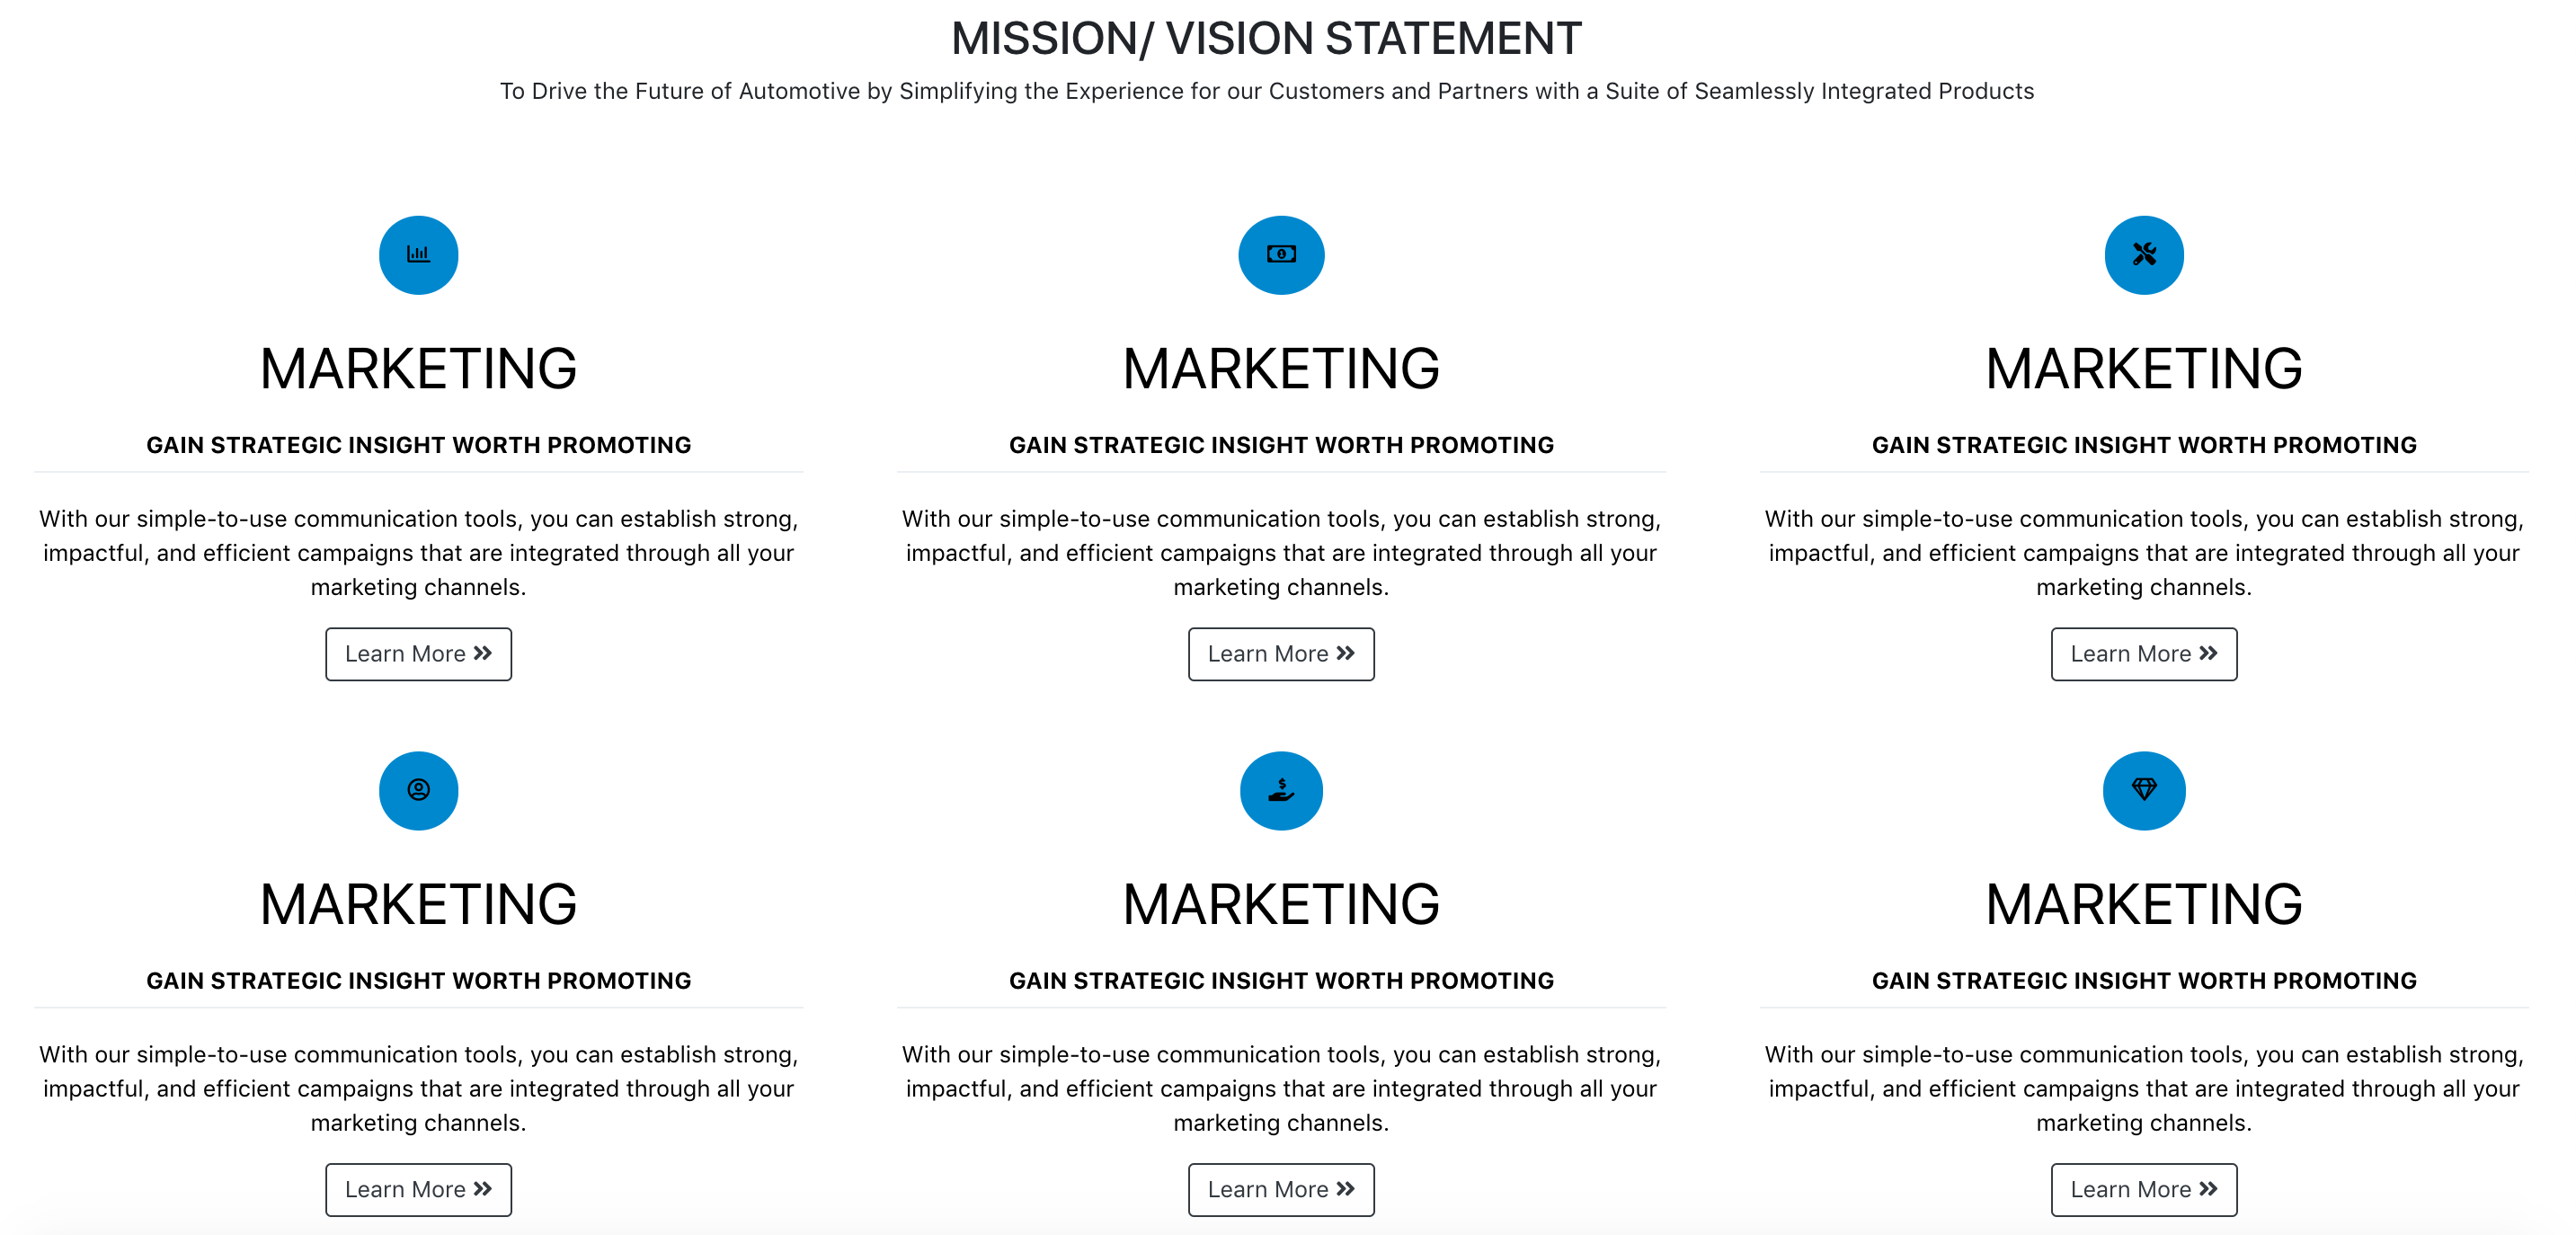 MISSION/ VISION STATEMENT
To Drive the Future of Automotive by Simplifying the Experience for our Customers and Partners with a Suite of Seamlessly Integrated Products
MARKETING
GAIN STRATEGIC INSIGHT WORTH PROMOTING
With our simple-to-use communication tools, you can establish strong,
impactful, and efficient campaigns that are integrated through all your
marketing channels.
Learn More »
MARKETING
GAIN STRATEGIC INSIGHT WORTH PROMOTING
With our simple-to-use communication tools, you can establish strong,
impactful, and efficient campaigns that are integrated through all your
marketing channels.
Learn More »
MARKETING
GAIN STRATEGIC INSIGHT WORTH PROMOTING
With our simple-to-use communication tools, you can establish strong,
impactful, and efficient campaigns that are integrated through all your
marketing channels.
Learn More »
MARKETING
GAIN STRATEGIC INSIGHT WORTH PROMOTING
With our simple-to-use communication tools, you can establish strong,
impactful, and efficient campaigns that are integrated through all your
marketing channels.
Learn More »
MARKETING
GAIN STRATEGIC INSIGHT WORTH PROMOTING
With our simple-to-use communication tools, you can establish strong,
impactful, and efficient campaigns that are integrated through all your
marketing channels.
Learn More »
MARKETING
GAIN STRATEGIC INSIGHT WORTH PROMOTING
With our simple-to-use communication tools, you can establish strong,
impactful, and efficient campaigns that are integrated through all your
marketing channels.
Learn More »